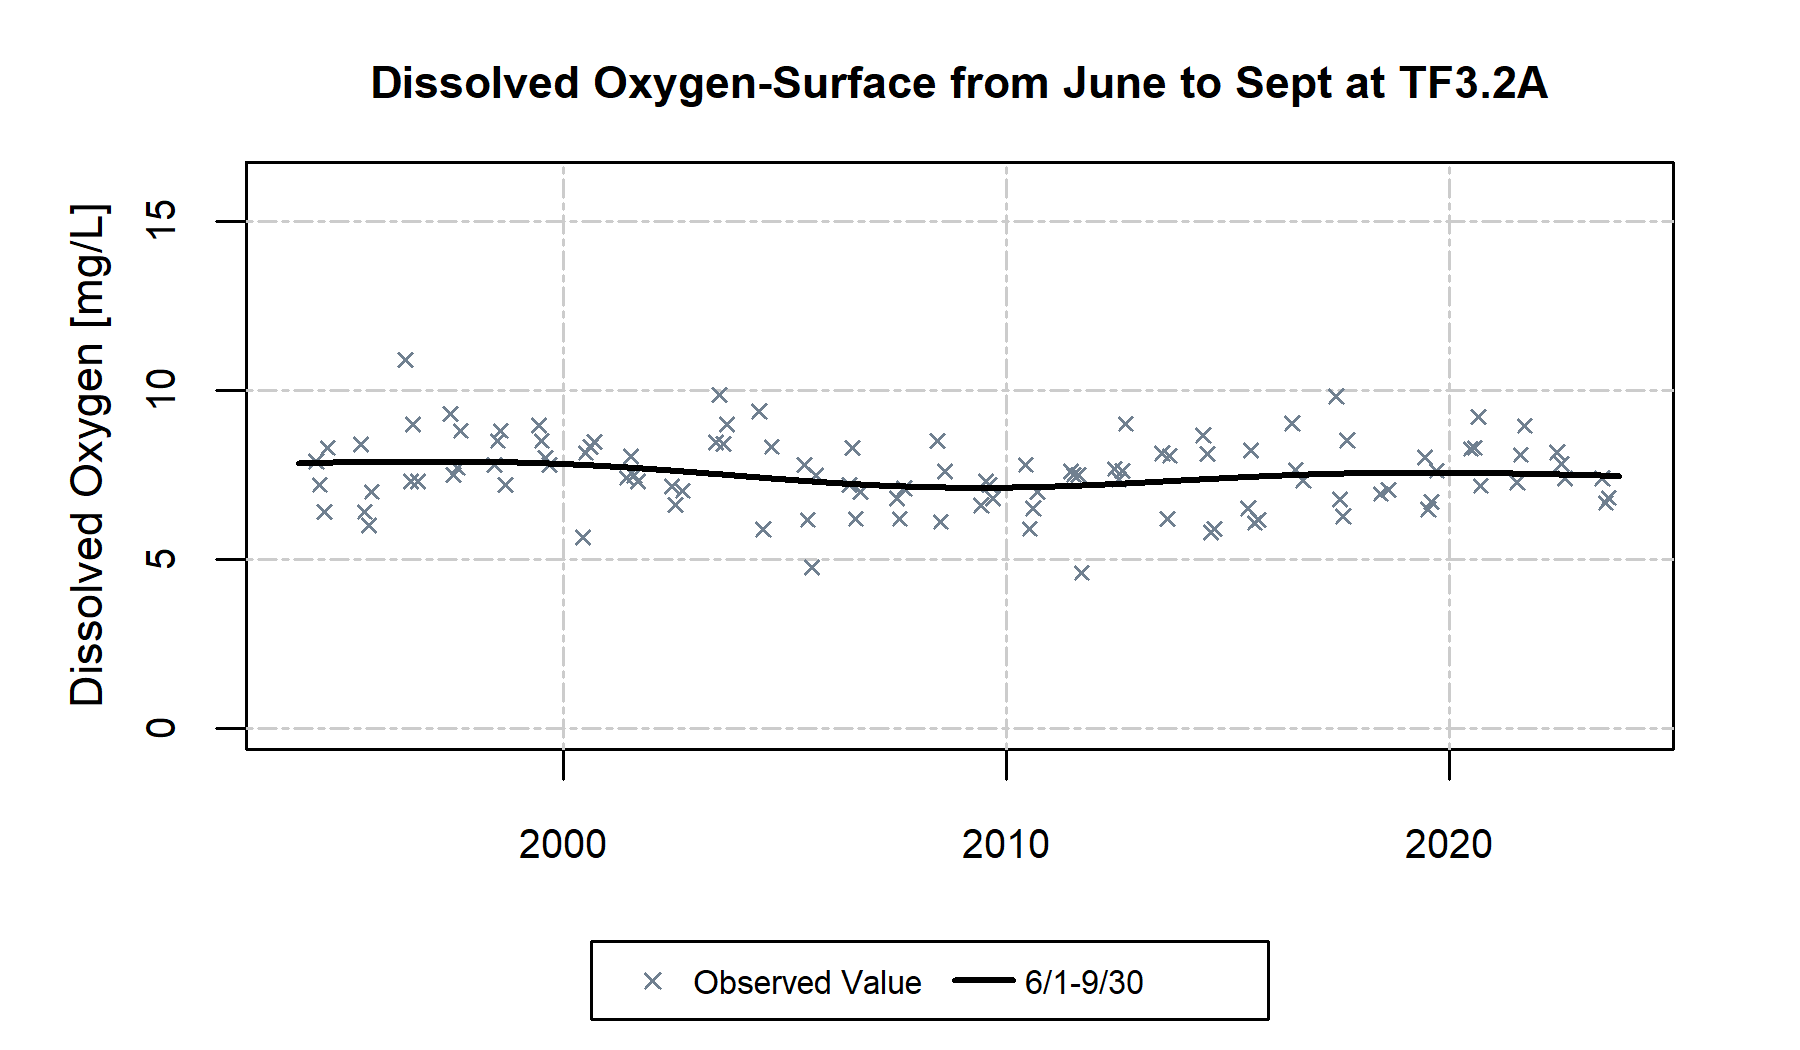 Dissolved Oxygen-Surface from June to Sept at TF3.2A
Dissolved Oxygen [mg/L]
15
10
5
0
2000 2010 2020
Observed Value 6/1-9/30